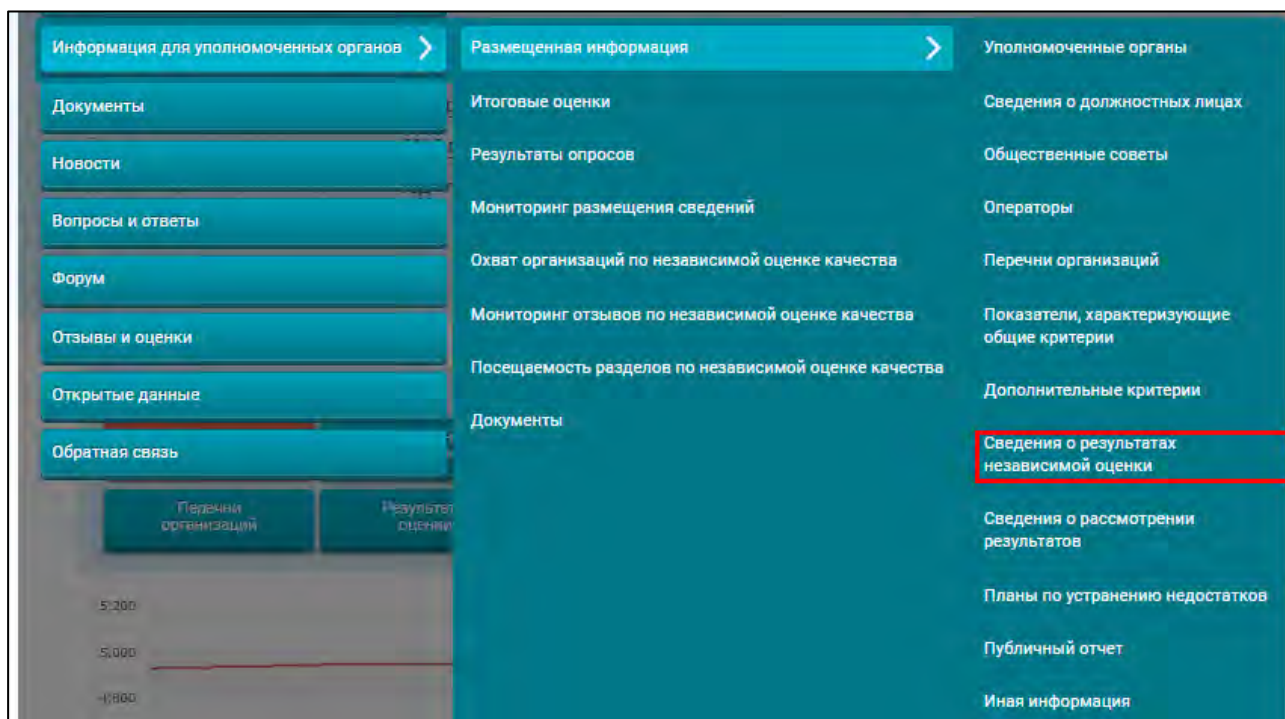 Информация для уполномоченных органов
Документы
Новости
Вопросы и ответы
Форум
Отзывы и оценки
Открытые данные
Обратная связь
Перечни
организаций
5,200
5,000
4,800
Размещенная информация
Итоговые оценки
Результаты опросов
Мониторинг размещения сведений
Охват организаций по независимой оценке качества
Мониторинг отзывов по независимой оценке качества
Посещаемость разделов по независимой оценке качества
Документы
Уполномоченные органы
Сведения о должностных лицах
Общественные советы
Операторы
Перечни организаций
Показатели, характеризующие
общие критерии
Дополнительные критерии
Сведения о результатах
независимой оценки
Сведения о рассмотрении
результатов
Планы по устранению недостатков
Публичный отчет
Иная информация